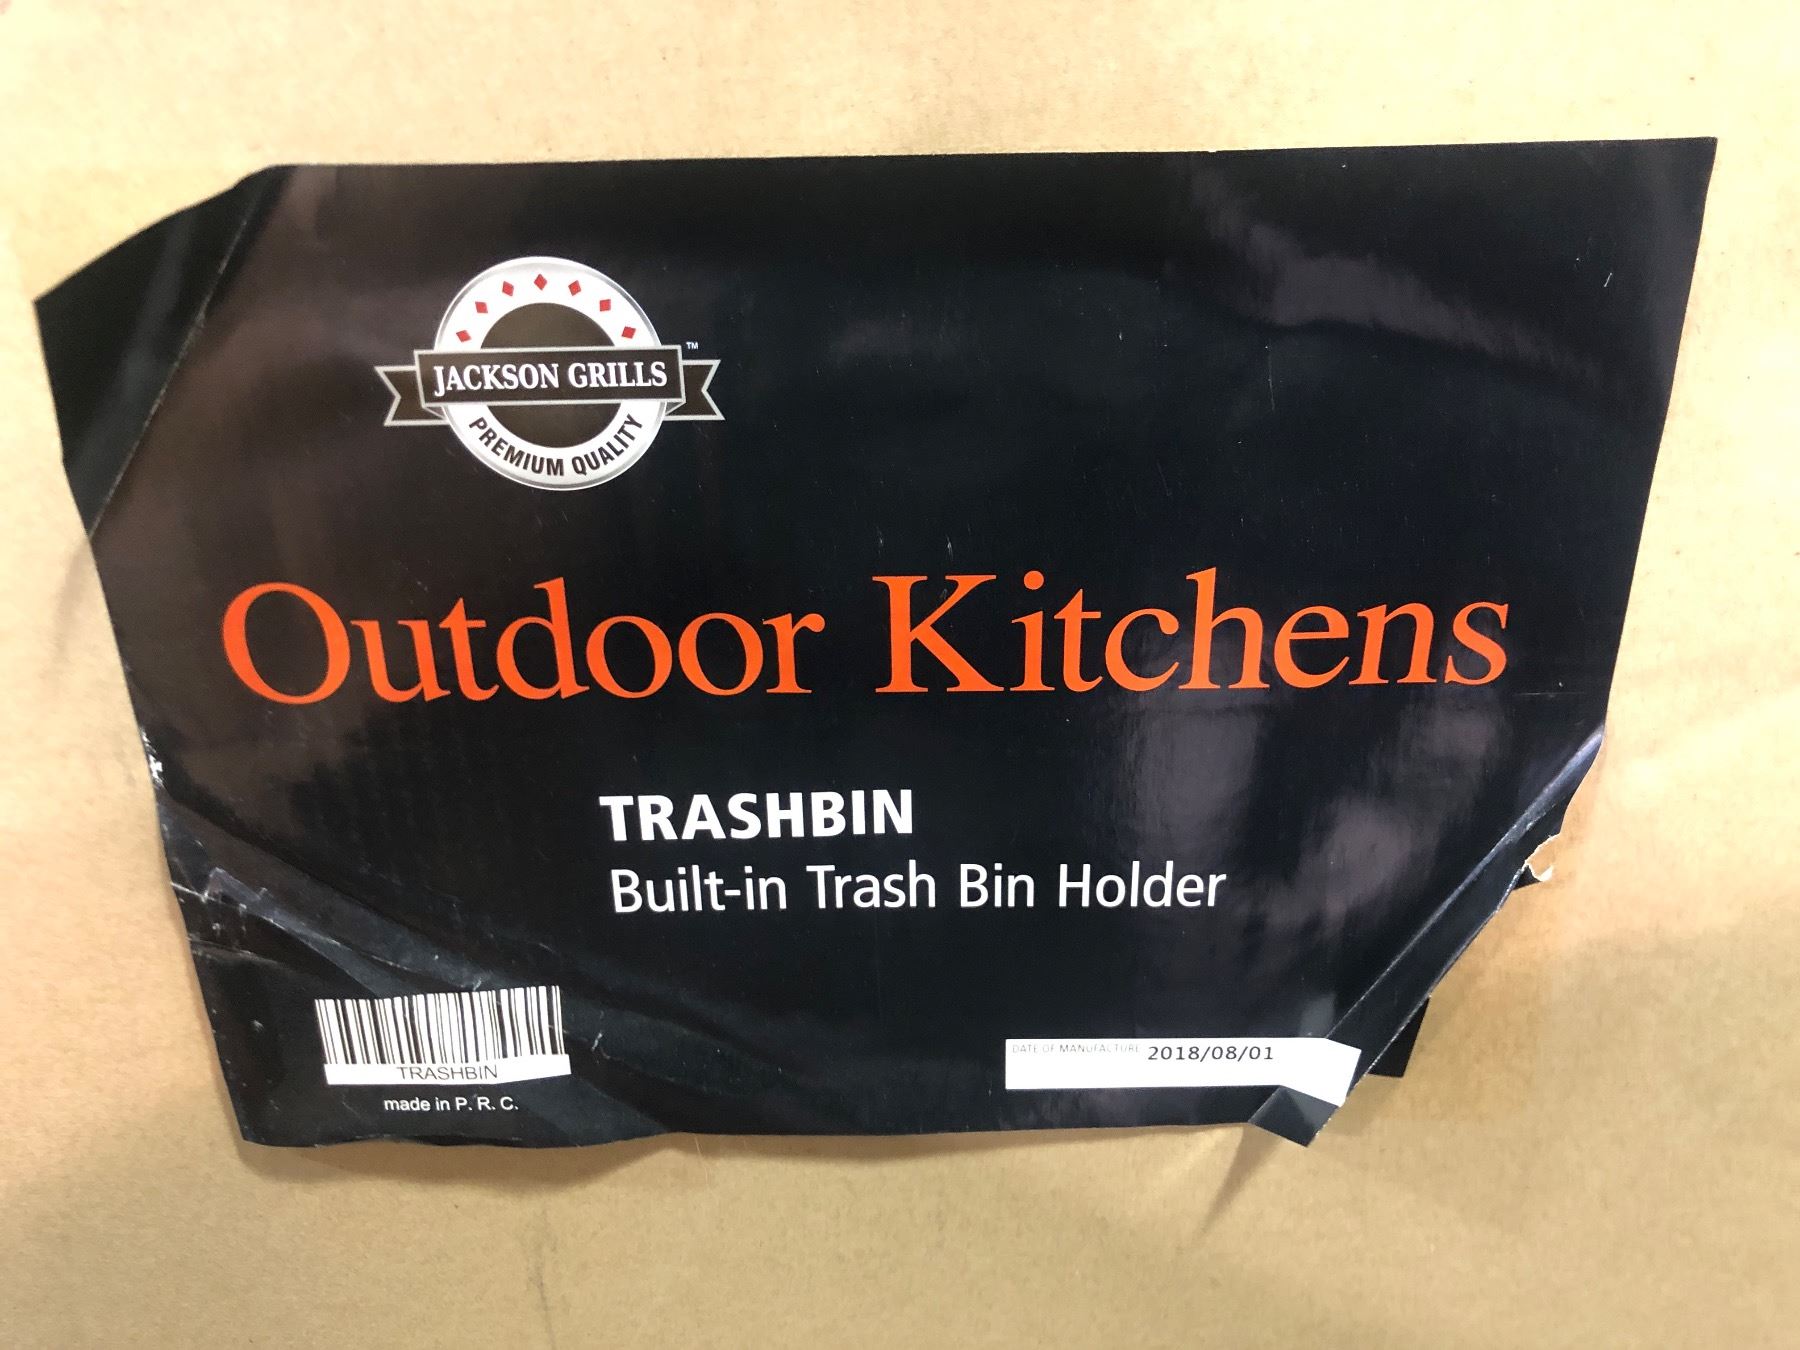 JACKSON GRILLS
™
PREMIUM QUALITY
Outdoor Kitchens
TRASHBIN
Built-in Trash Bin Holder
TRASHBIN
made in P. R. C.
DATE OF MANUFACTURE 2018/08/01